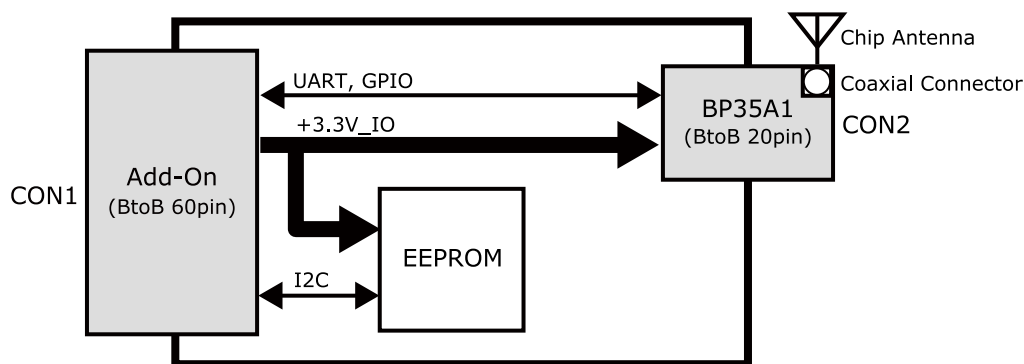 Chip Antenna
UART, GPIO
Coaxial Connector
BP35A1
(BtoB 20pin)
CON2
+3.3V_IO
CON1
Add-On
(BtoB 60pin)
EEPROM
I2C